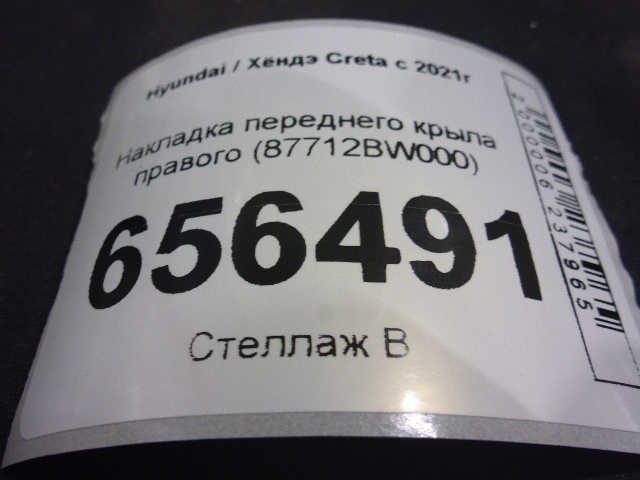 Hyundai / Хёндэ Creta с 2021г
Накладка переднего крыла
правого (87712BW000)
656491
Стеллаж В
2000006237965